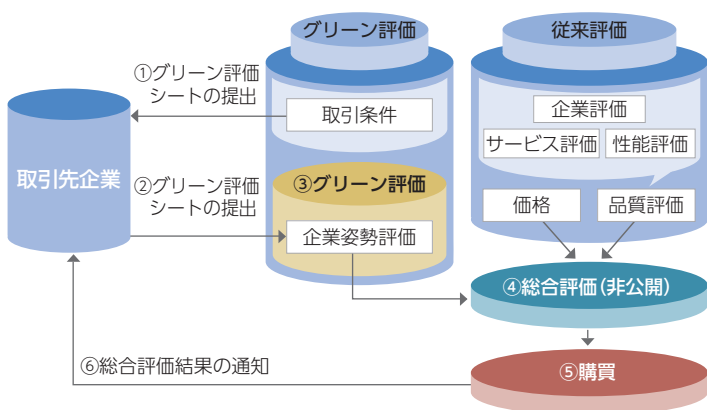 グリーン評価
従来評価
①グリーン評価
シートの提出
取引条件
企業評価
サービス評価
性能評価
取引先企業
②グリーン評価
シートの提出
③グリーン評価
企業姿勢評価
価格
品質評価
④総合評価(非公開)
⑤購買
⑥総合評価結果の通知